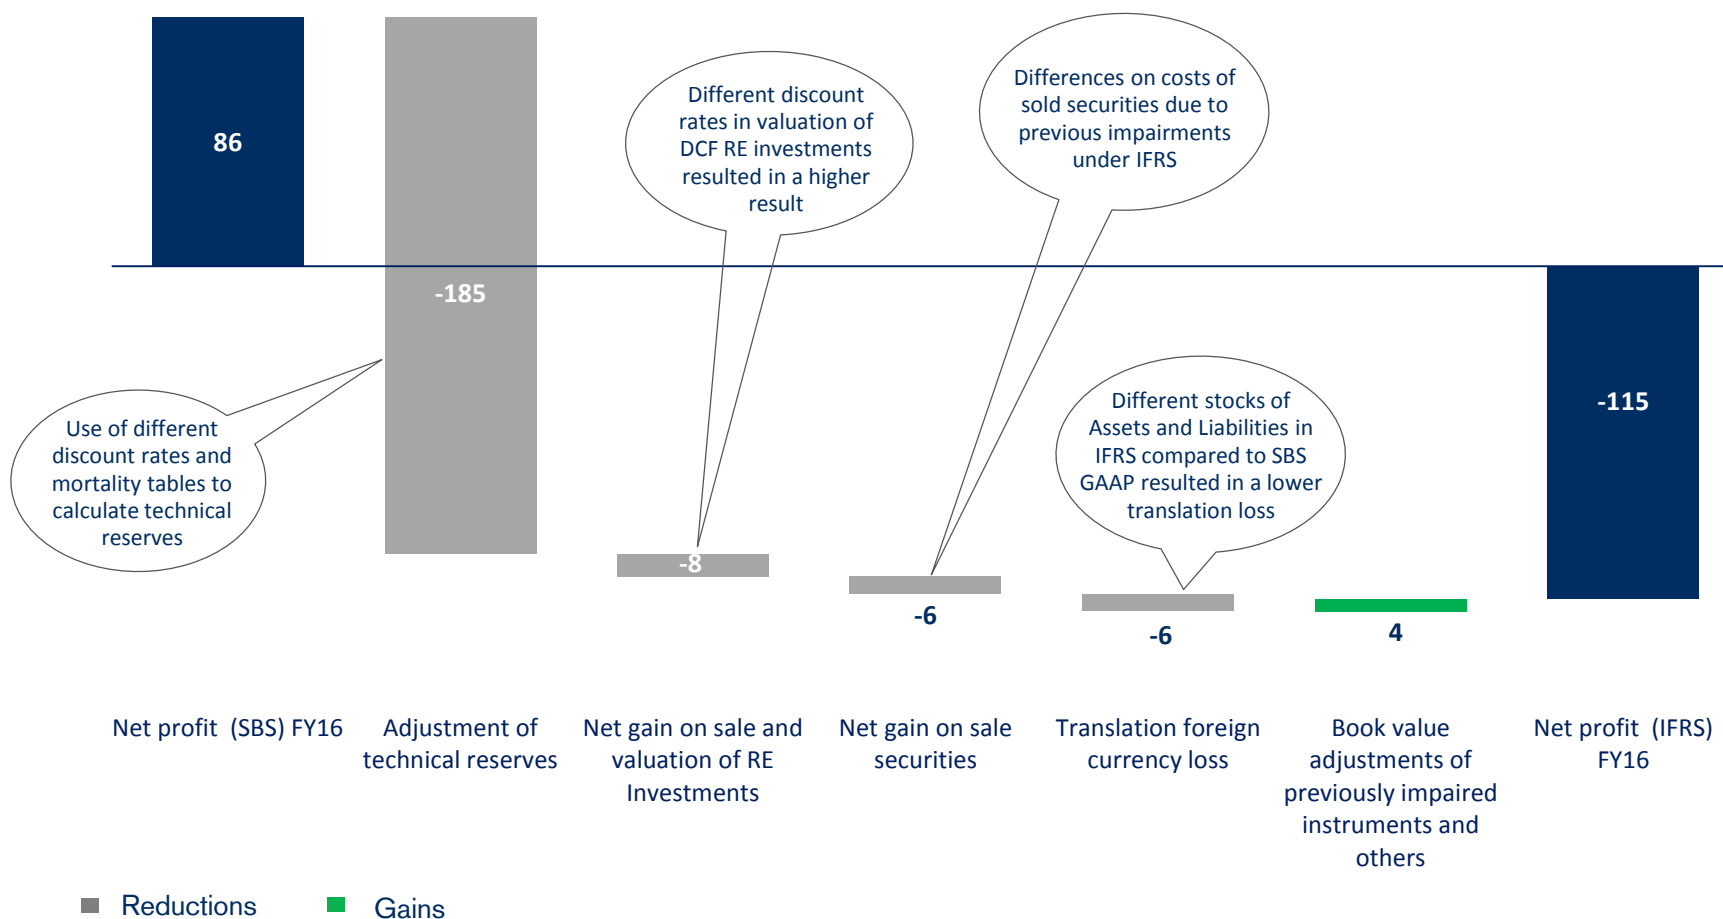 86
-185
-8
-6
-6
4
-115
Different discount
rates in valuation of
DCF RE investments
resulted in a higher
result
Differences on costs of
sold securities due to
previous impairments
under IFRS
Use of different
discount rates and
mortality tables to
calculate technical
reserves
Different stocks of
Assets and Liabilities in
IFRS compared to SBS
GAAP resulted in a lower
translation loss
Net profit (SBS) FY16
Adjustment of
technical reserves
Net gain on sale and
valuation of RE
Investments
Net gain on sale
securities
Translation foreign
currency loss
Book value
adjustments of
previously impaired
instruments and
others
Net profit (IFRS)
FY16
Reductions
Gains